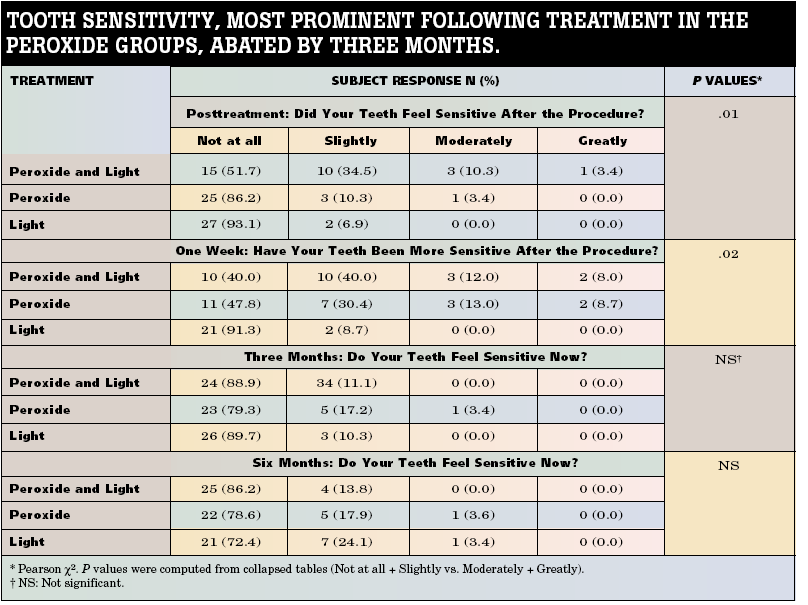 TOOTH SENSITIVITY, MOST PROMINENT FOLLOWING TREATMENT IN THE
PEROXIDE GROUPS, ABATED BY THREE MONTHS.
TREATMENT SUBJECT RESPONSE N (%) P VALUES*
Posttreatment: Did Your Teeth Feel Sensitive After the Procedure? .01
Not at all Slightly Moderately Greatly
Peroxide and Light 15 (51.7) 10 (34.5) 3 (10.3) 1 (3.4)
Peroxide 25 (86.2) 3 (10.3) 1 (3.4) 0 (0.0)
Light 27 (93.1) 2 (6.9) 0 (0.0) 0 (0.0)
One Week: Have Your Teeth Been More Sensitive After the Procedure? .02
Peroxide and Light 10 (40.0) 10 (40.0) 3 (12.0) 2 (8.0)
Peroxide 11 (47.8) 7 (30.4) 3 (13.0) 2 (8.7)
Light 21 (91.3) 2 (8.7) 0 (0.0) 0 (0.0)
Three Months: Do Your Teeth Feel Sensitive Now? NS†
Peroxide and Light 24 (88.9) 34 (11.1) 0 (0.0) 0 (0.0)
Peroxide 23 (79.3) 5 (17.2) 1 (3.4) 0 (0.0)
Light 26 (89.7) 3 (10.3) 0 (0.0) 0 (0.0)
Six Months: Do Your Teeth Feel Sensitive Now? NS
Peroxide and Light 25 (86.2) 4 (13.8) 0 (0.0) 0 (0.0)
Peroxide 22 (78.6) 5 (17.9) 1 (3.6) 0 (0.0)
Light 21 (72.4) 7 (24.1) 1 (3.4) 0 (0.0)
* Pearson χ². P values were computed from collapsed tables (Not at all + Slightly vs. Moderately + Greatly).
† NS: Not significant.